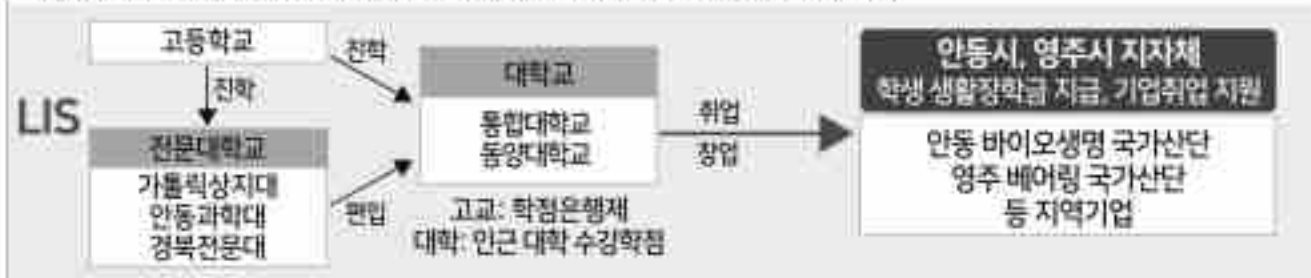 LIS
고등학교
진학
진학
전문대학교
가톨릭상지대
안동과학대
경북전문대
편입
대학교
통합대학교
동양대학교
고교: 학점은행제
대학: 인근 대학 수강학점
취업
창업
안동시, 영주시 지자체
학생 생활장학금 지급, 기업취업 지원
안동 바이오생명 국가산단
영주 베어링 국가산단
등 지역기업